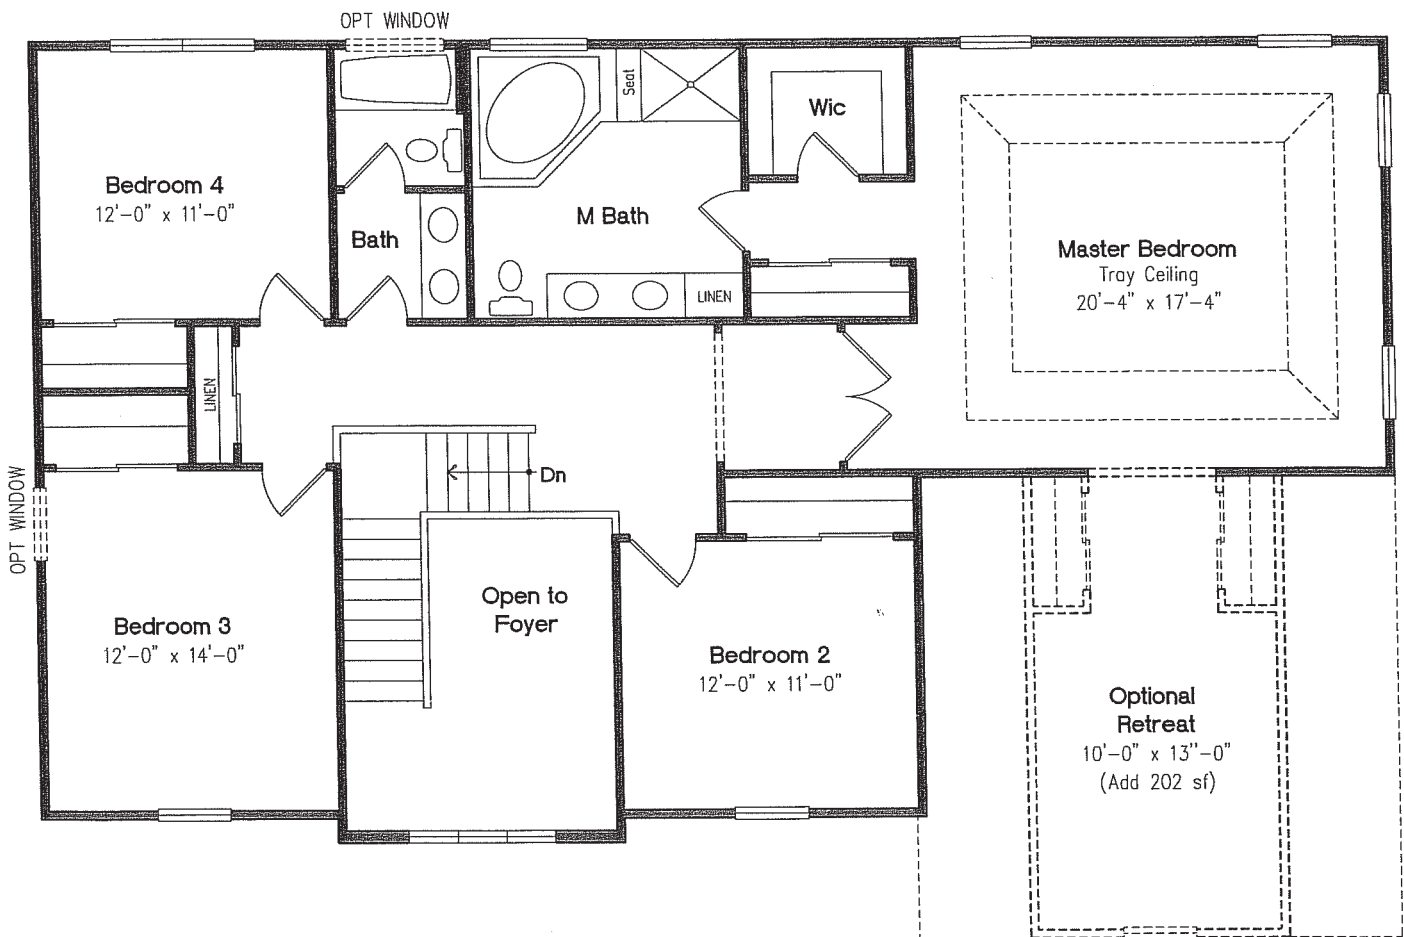 OPT WINDOW
Seat
Wic
Bedroom 4
12'-0" x 11'-0"
Bath
M Bath
Master Bedroom
Tray Ceiling
20'-4" x 17'-4"
LINEN
LINEN
Dn
OPT WINDOW
Open to
Foyer
Bedroom 3
12'-0" x 14'-0"
Bedroom 2
12'-0" x 11'-0"
Optional
Retreat
10'-0" x 13''-0"
(Add 202 sf)